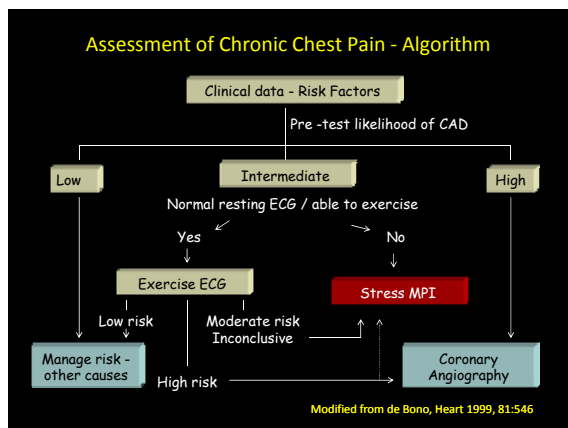 Assessment of Chronic Chest Pain - Algorithm
Clinical data - Risk Factors
Pre -test likelihood of CAD
Low
Intermediate
High
Normal resting ECG / able to exercise
Yes
No
Exercise ECG
Stress MPI
Low risk
Moderate risk
Inconclusive
Manage risk -
other causes
High risk
Coronary
Angiography
Modified from de Bono, Heart 1999, 81:546